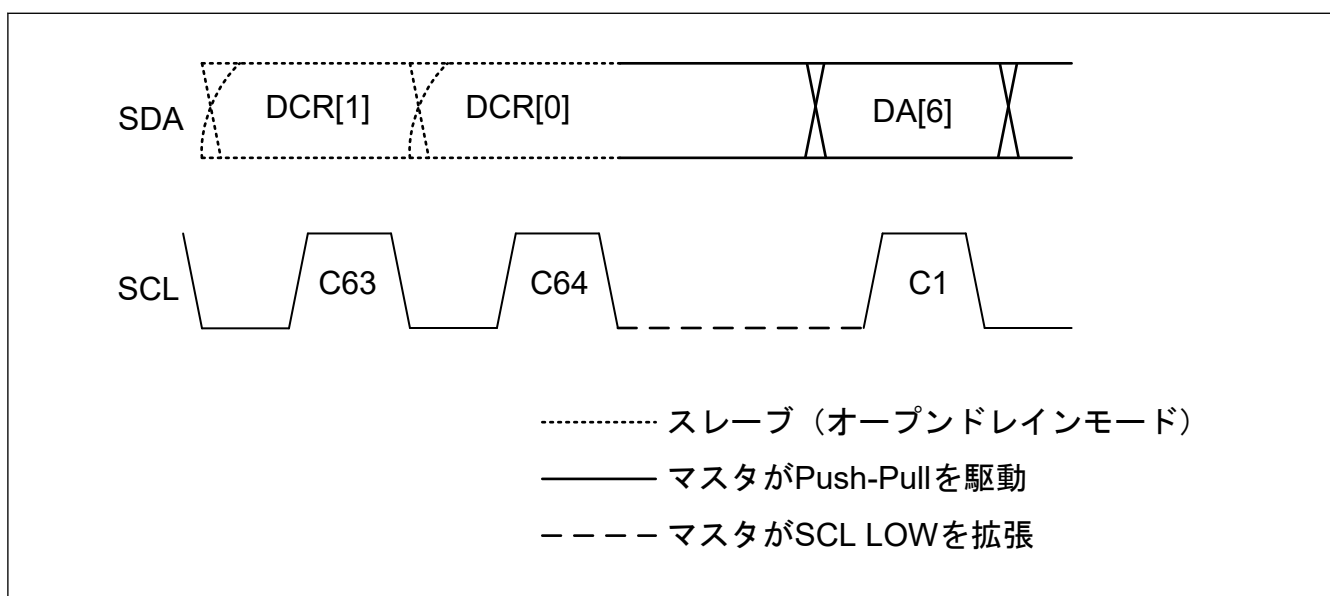 SDA DCR[1] DCR[0] DA[6]
SCL C63 C64 C1
スレーブ（オープンドレインモード）
マスタがPush-Pullを駆動
マスタがSCL LOWを拡張